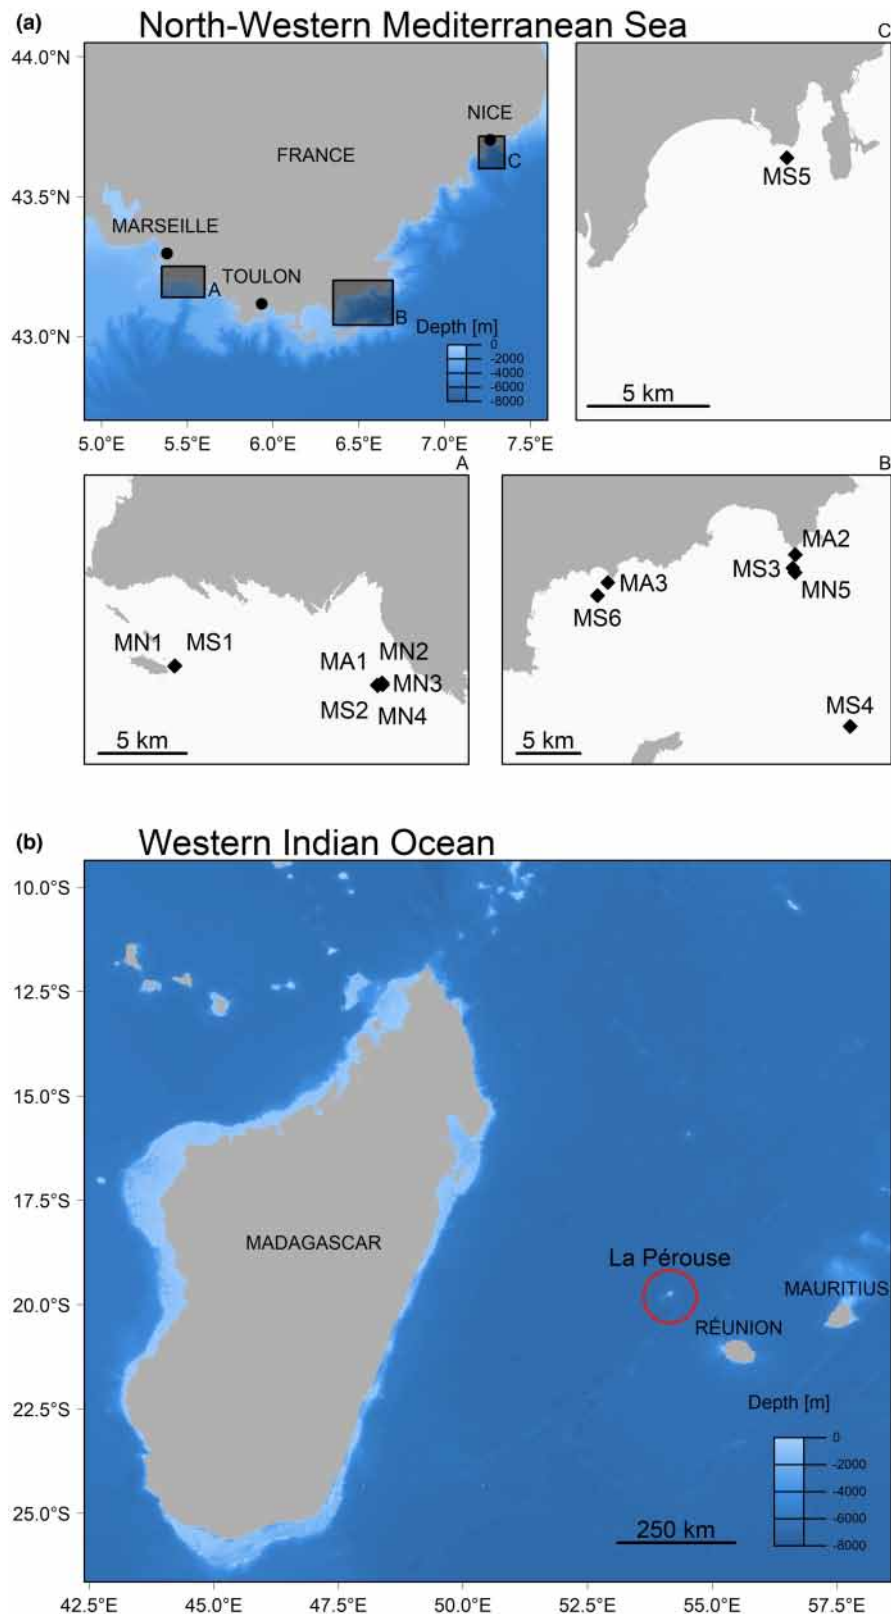 (a) North-Western Mediterranean Sea
C
44.0°N
43.5°N
43.0°N
NICE
FRANCE
C
MARSEILLE
TOULON
A
B
Depth [m]
0
-2000
-4000
-6000
-8000
5.0°E 5.5°E 6.0°E 6.5°E 7.0°E 7.5°E
MS5
5 km
A
MN1 MS1
MA1 MN2
MN3
MS2 MN4
5 km
B
MA2
MS3
MA3
MN5
MS6
MS4
5 km
(b) Western Indian Ocean
10.0°S
12.5°S
15.0°S
17.5°S
20.0°S
22.5°S
25.0°S
MADAGASCAR
La Pérouse
MAURITIUS
RÉUNION
Depth [m]
0
-2000
-4000
-6000
-8000
250 km
42.5°E 45.0°E 47.5°E 50.0°E 52.5°E 55.0°E 57.5°E